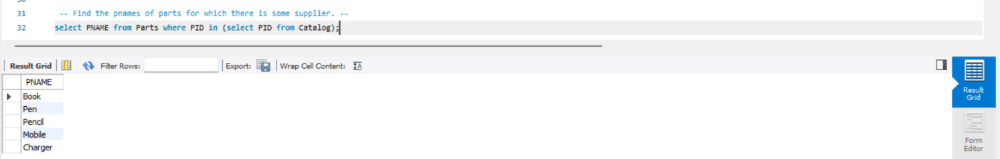 31 -- Find the pnames of parts for which there is some supplier. --
32 select PNAME from Parts where PID in (select PID from Catalog);
Result Grid Filter Rows: Export: Wrap Cell Content:
PNAME
Book
Pen
Pencil
Mobile
Charger
Result
Grid
Form
Editor